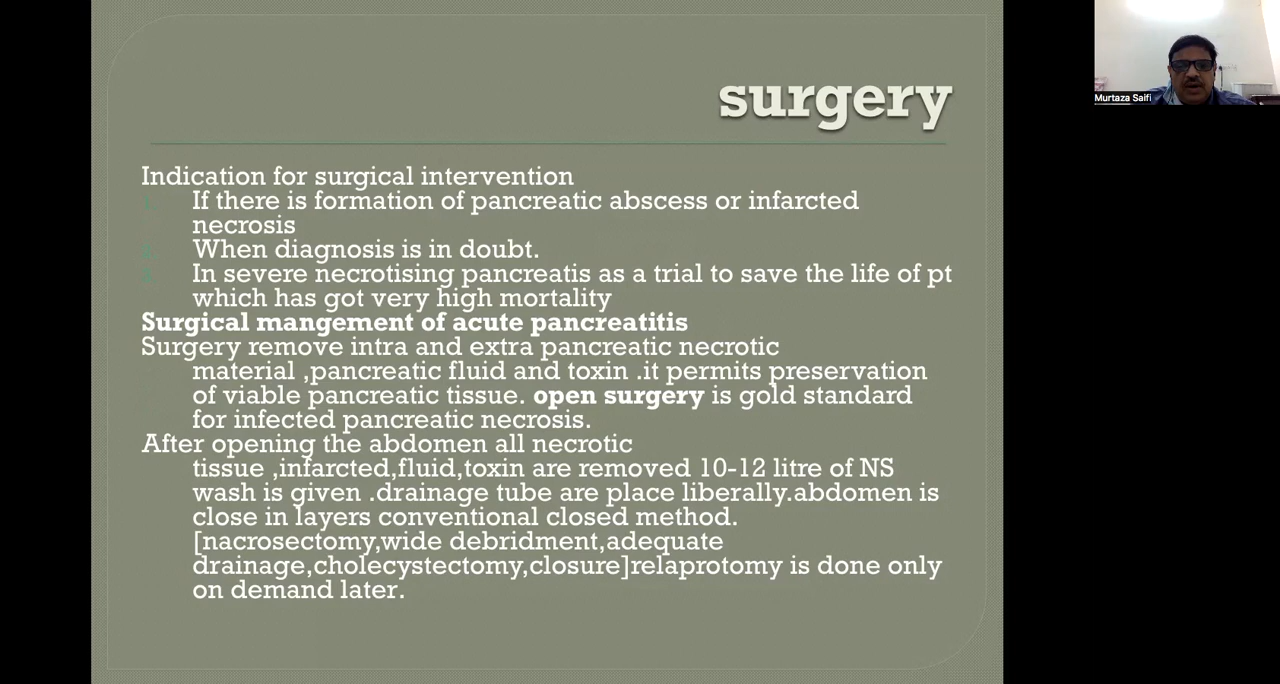 surgery
Murtaza Saifi
Indication for surgical intervention
1. If there is formation of pancreatic abscess or infarcted
necrosis
2. When diagnosis is in doubt.
3. In severe necrotising pancreatis as a trial to save the life of pt
which has got very high mortality
Surgical mangement of acute pancreatitis
Surgery remove intra and extra pancreatic necrotic
material ,pancreatic fluid and toxin .it permits preservation
of viable pancreatic tissue. open surgery is gold standard
for infected pancreatic necrosis.
After opening the abdomen all necrotic
tissue ,infarcted,fluid,toxin are removed 10-12 litre of NS
wash is given .drainage tube are place liberally.abdomen is
close in layers conventional closed method.
[nacrosectomy,wide debridment,adequate
drainage,cholecystectomy,closure]relaprotomy is done only
on demand later.